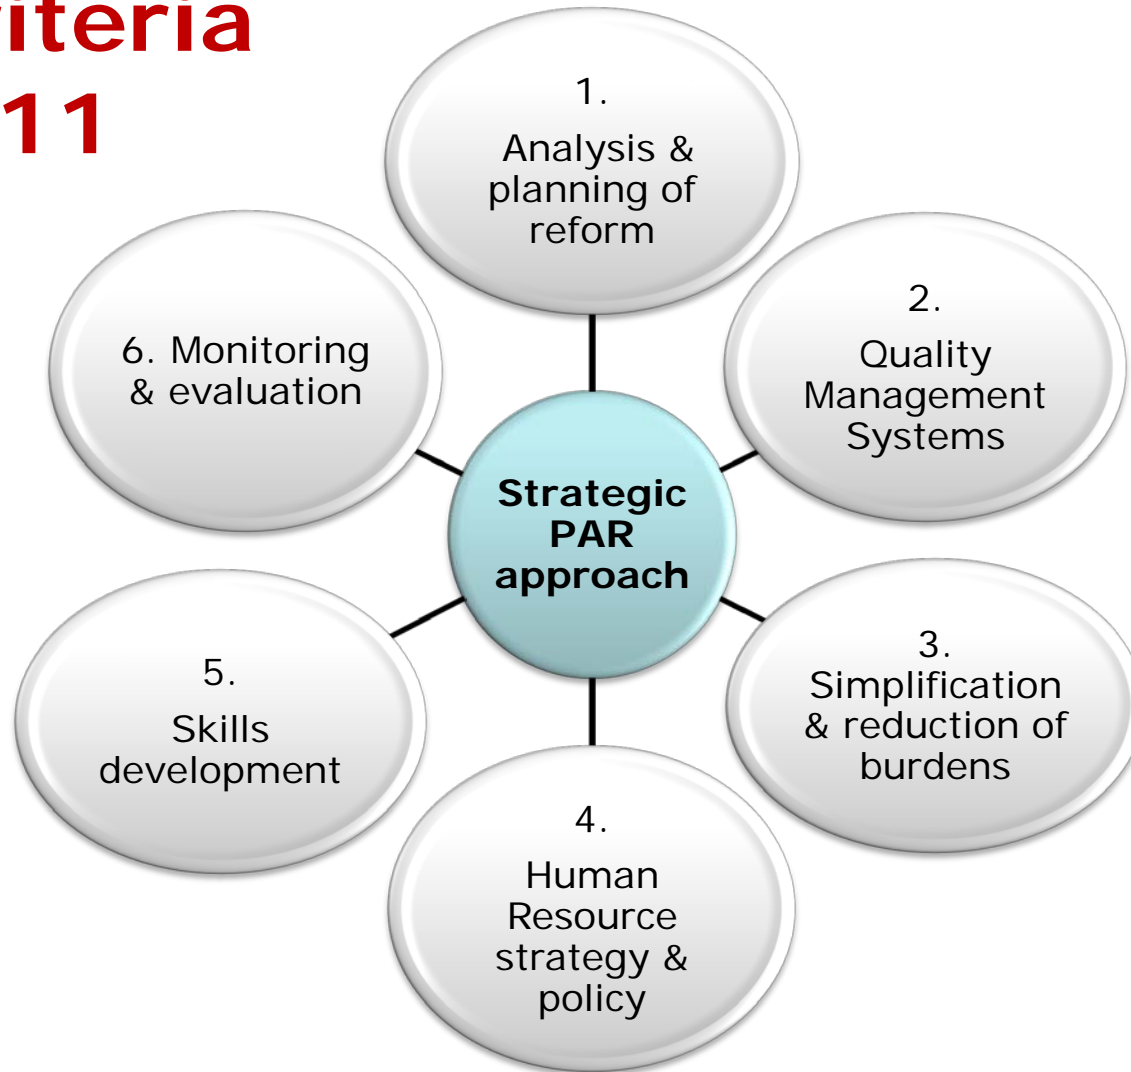 riteria
11
1.
Analysis &
planning of
reform
2.
Quality
Management
Systems
3.
Simplification
& reduction of
burdens
4.
Human
Resource
strategy &
policy
5.
Skills
development
6. Monitoring
& evaluation
Strategic
PAR
approach